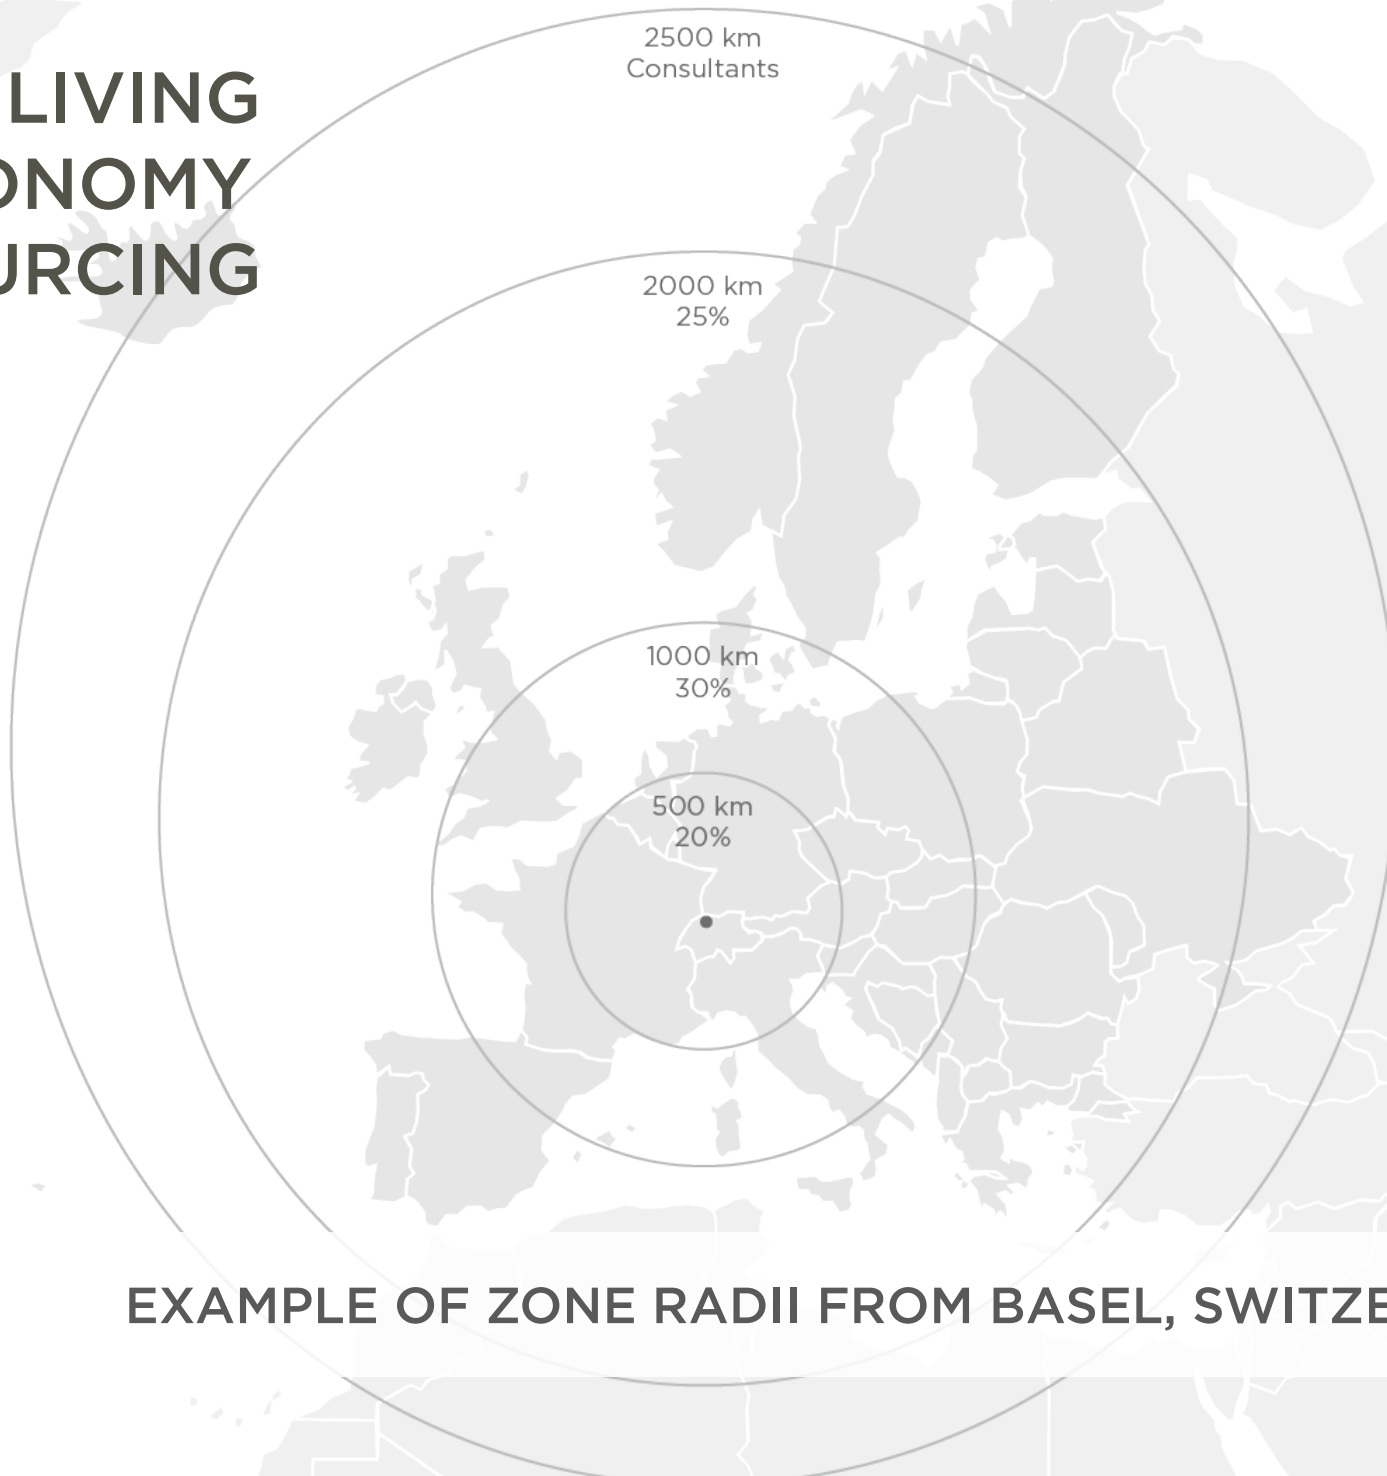 LIVING
ONOMY
URCING
2500 km
Consultants
2000 km
25%
1000 km
30%
500 km
20%
EXAMPLE OF ZONE RADII FROM BASEL, SWITZE